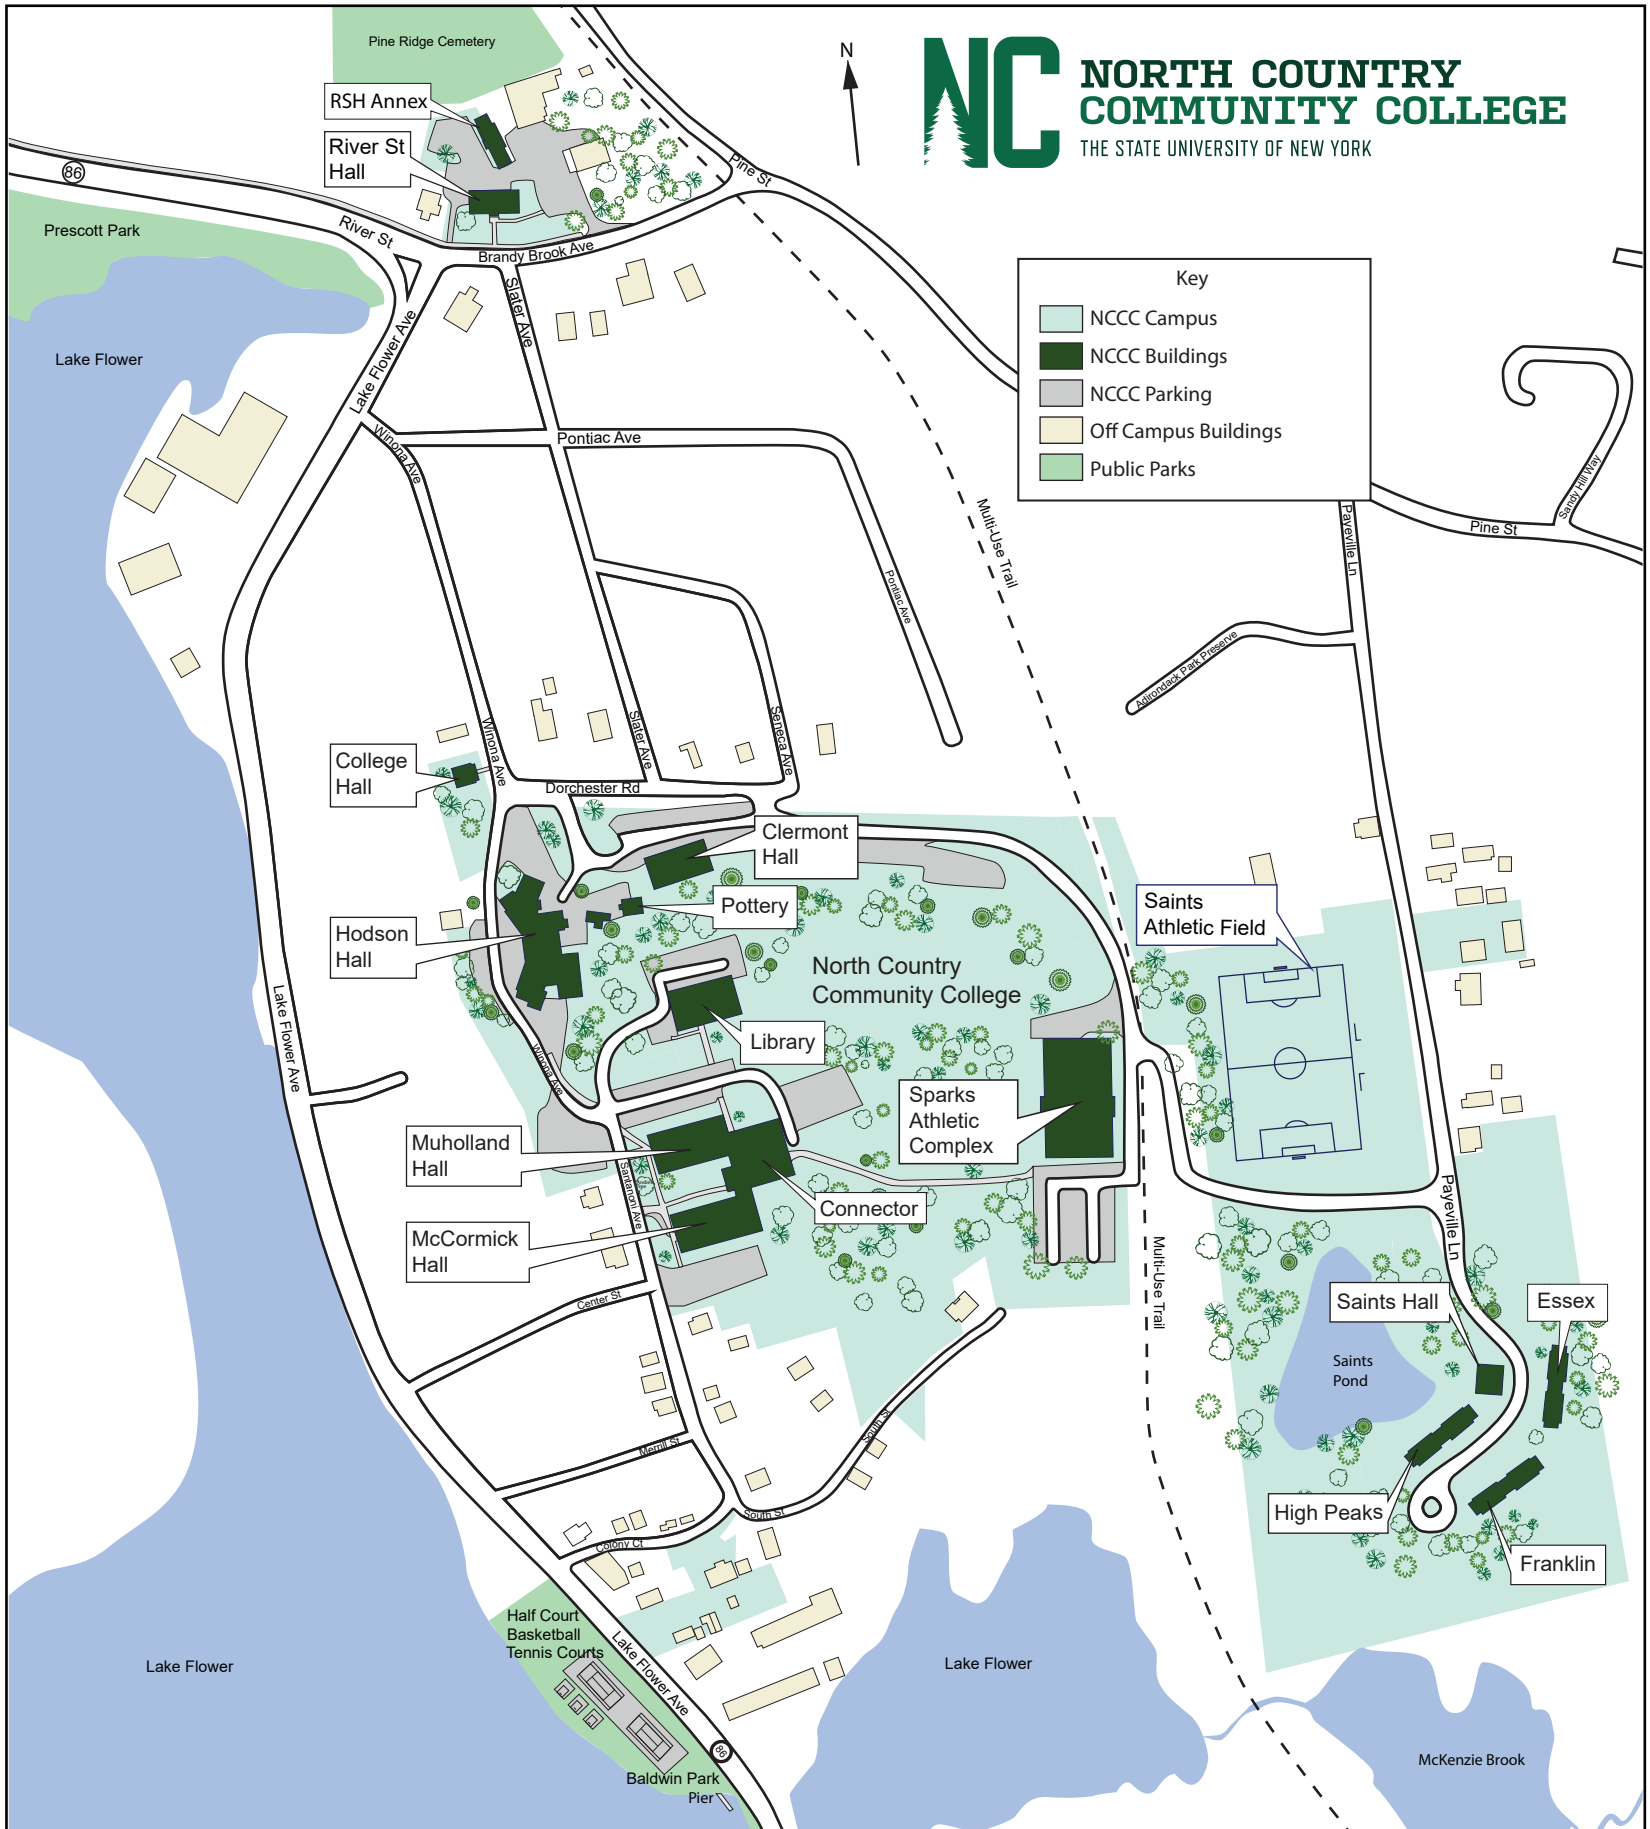 Pine Ridge Cemetery
N
NC
NORTH COUNTRY
COMMUNITY COLLEGE
THE STATE UNIVERSITY OF NEW YORK
RSH Annex
River St
Hall
86
Pine St
Prescott Park
River St
Brandy Brook Ave
Slater Ave
Key
NCCC Campus
NCCC Buildings
NCCC Parking
Off Campus Buildings
Public Parks
Lake Flower
Lake Flower Ave
Winona Ave
Pontiac Ave
Multi-Use Trail
Pontiac Ave
Payeville Ln
Pine St
Sandy Hill Way
Adirondack Park Preserve
Winona Ave
Slater Ave
Seneca Ave
College
Hall
Dorchester Rd
Clermont
Hall
Pottery
Saints
Athletic Field
Hodson
Hall
North Country
Community College
Library
Lake Flower Ave
Winona Ave
Sparks
Athletic
Complex
Muholland
Hall
Santanoni Ave
Connector
McCormick
Hall
Payeville Ln
Multi-Use Trail
Center St
Saints Hall
Essex
Saints
Pond
South St
Merrill St
High Peaks
South St
Colony Ct
Franklin
Half Court
Basketball
Tennis Courts
Lake Flower Ave
Lake Flower
Lake Flower
86
McKenzie Brook
Baldwin Park
Pier